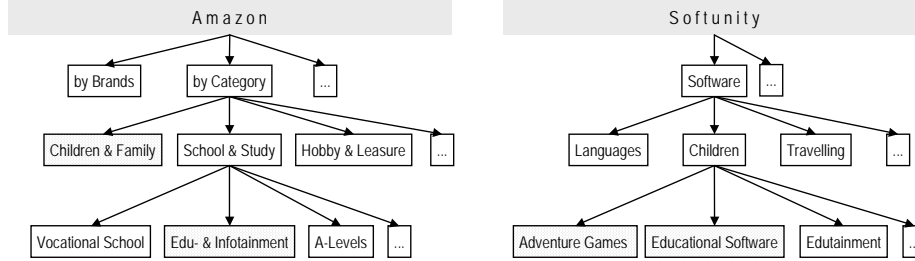 Amazon
Softunity
by Brands
by Category
...
Software
...
Children & Family
School & Study
Hobby & Leasure
...
Languages
Children
Travelling
...
Vocational School
Edu- & Infotainment
A-Levels
...
Adventure Games
Educational Software
Edutainment
...